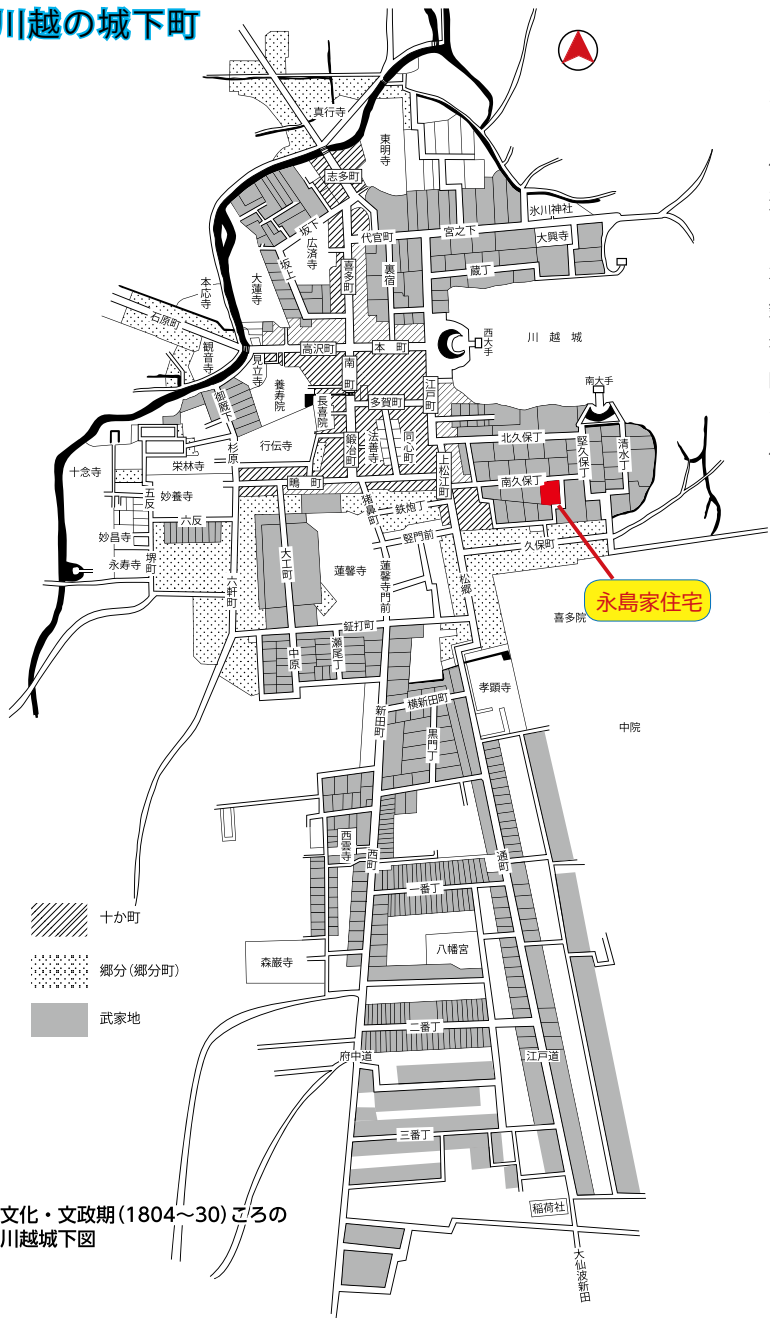 川越の城下町
真行寺
東明寺
志多町
氷川神社
坂下
広済寺
代官町
宮之下
大興寺
坂上
喜多町
裏宿
蔵丁
大蓮寺
本応寺
石原町
観音寺
見立寺
高沢町
本町
西大手
川越城
南町
養寿院
長喜院
多賀町
江戸町
南大手
御厩下
杉原
行伝寺
鍛冶町
法善寺
同心町
上松江町
北久保丁
堅久保丁
清水丁
十念寺
栄林寺
鴫町
南久保丁
五反
妙養寺
猪鼻町
鉄炮丁
六反
竪門前
久保町
妙昌寺
永寿寺
堺町
大工町
蓮馨寺
蓮馨寺門前
松郷
六軒町
永島家住宅
喜多院
鉦打町
中原
瀬尾丁
孝顕寺
横新田町
新田町
黒門丁
中院
西雲寺
西町
通町
一番丁
十か町
八幡宮
森巌寺
郷分(郷分町)
武家地
二番丁
府中道
江戸道
三番丁
稲荷社
大仙波新田
文化・文政期(1804〜30)ころの
川越城下図